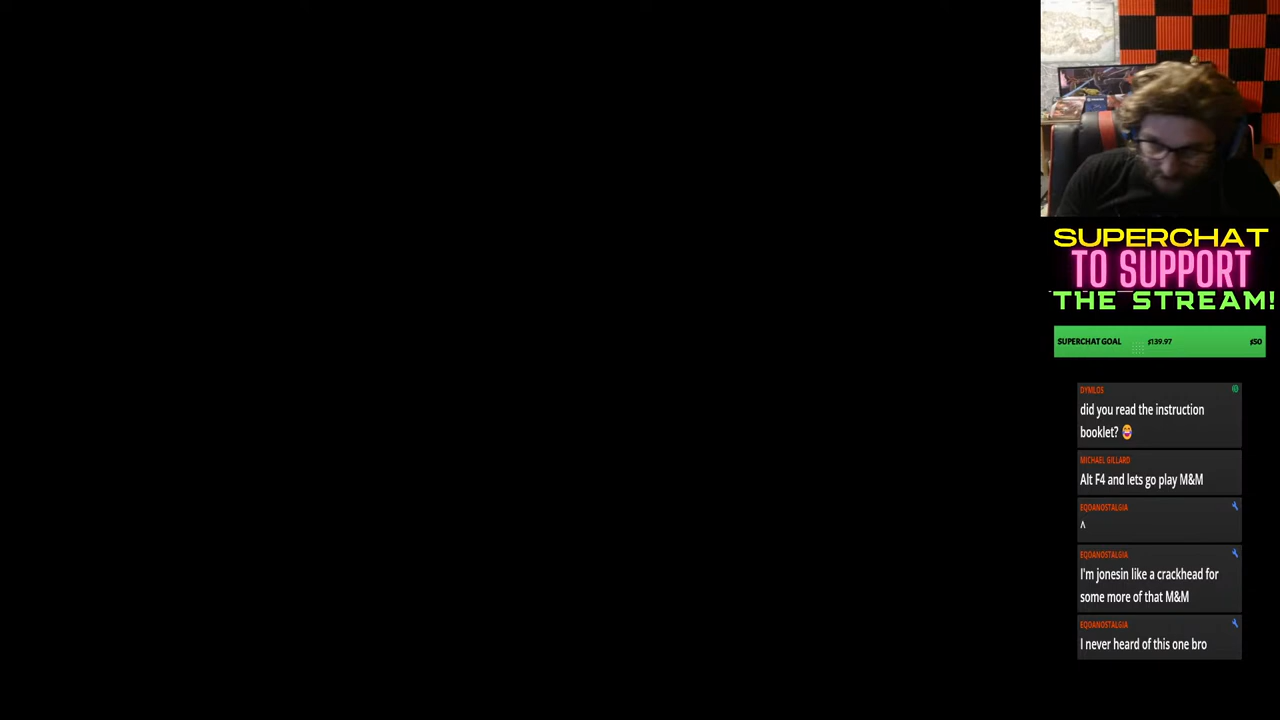 SUPERCHAT
TO SUPPORT
THE STREAM!
SUPERCHAT GOAL $139.97 $50
DYMLOS
did you read the instruction
booklet?
MICHAEL GILLARD
Alt F4 and lets go play M&M
EQOANOSTALGIA
^
EQOANOSTALGIA
I'm jonesin like a crackhead for
some more of that M&M
EQOANOSTALGIA
I never heard of this one bro